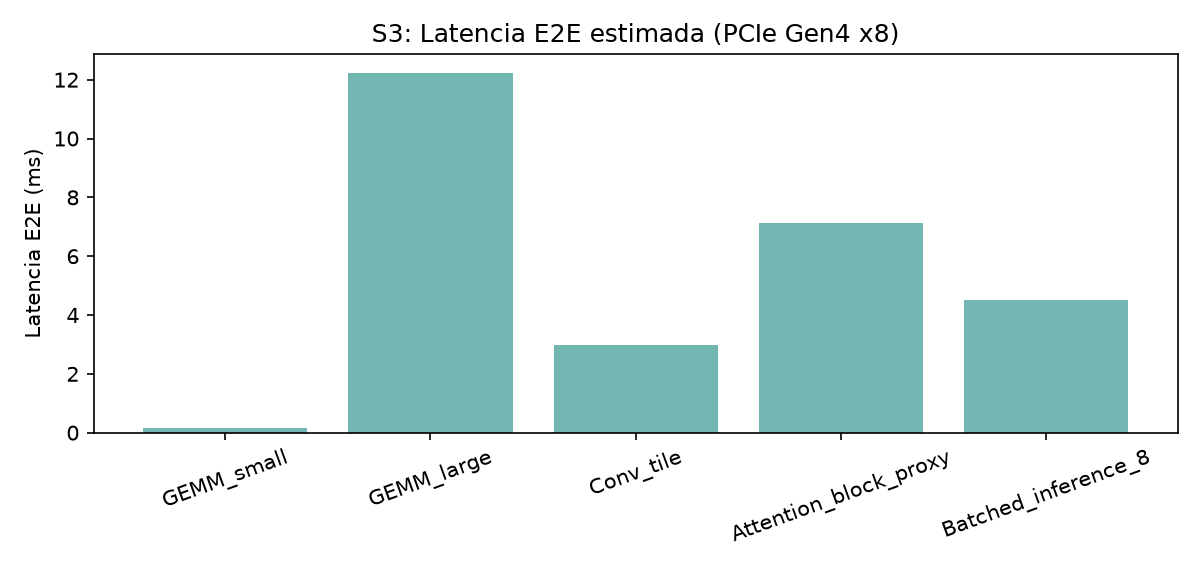 S3: Latencia E2E estimada (PCIe Gen4 x8)
Latencia E2E (ms)
12
10
8
6
4
2
0
GEMM_small
GEMM_large
Conv_tile
Attention_block_proxy
Batched_inference_8